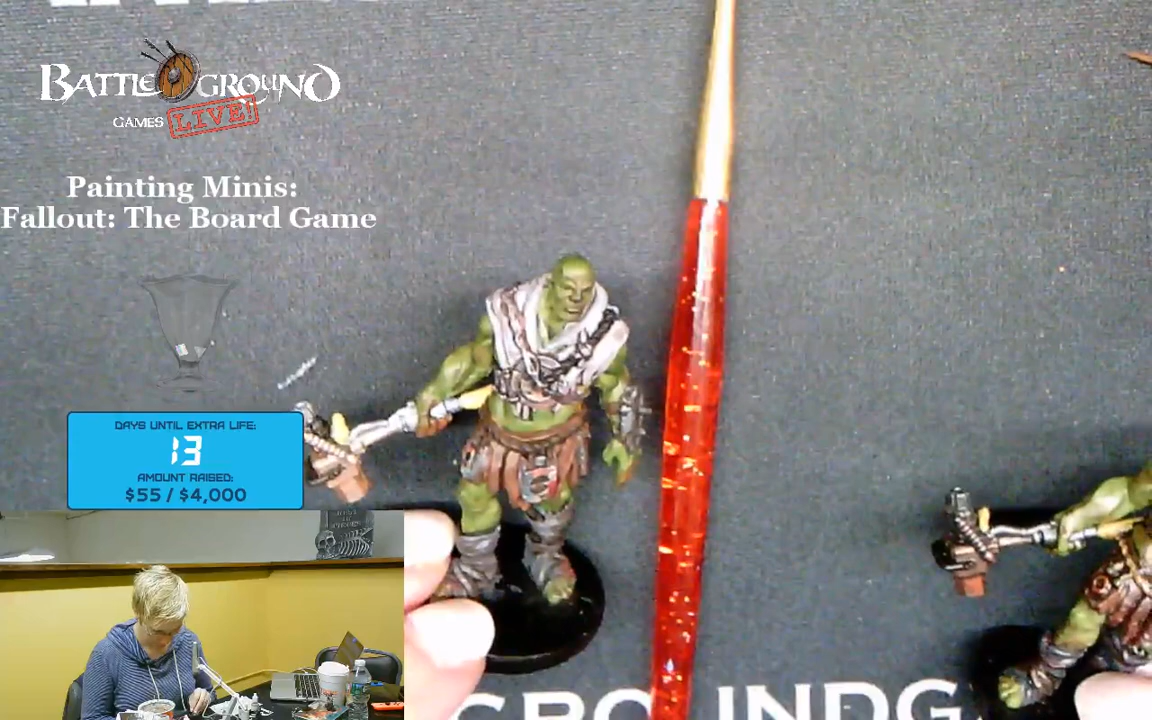 BATTLEGROUND
GAMES LIVE!
Painting Minis:
Fallout: The Board Game
DAYS UNTIL EXTRA LIFE:
13
AMOUNT RAISED:
$55 / $4,000